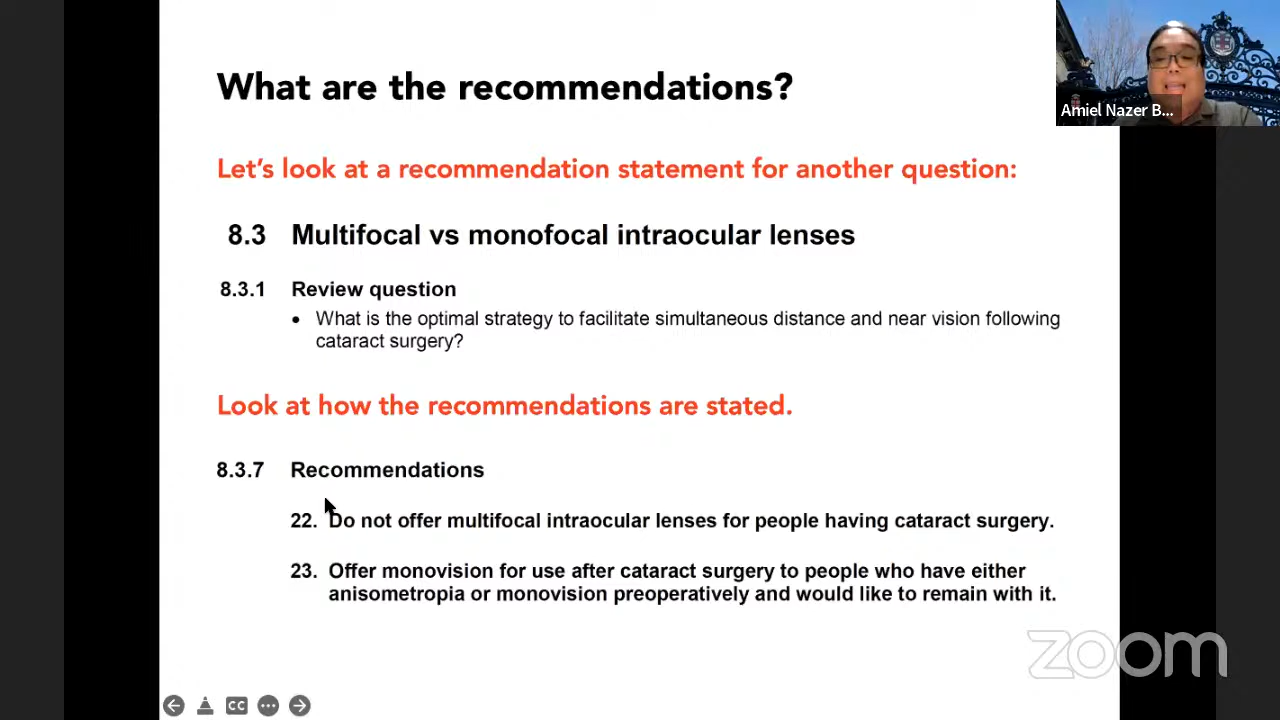 What are the recommendations?
Amiel Nazer B...
Let's look at a recommendation statement for another question:
8.3 Multifocal vs monofocal intraocular lenses
8.3.1 Review question
• What is the optimal strategy to facilitate simultaneous distance and near vision following
cataract surgery?
Look at how the recommendations are stated.
8.3.7 Recommendations
22. Do not offer multifocal intraocular lenses for people having cataract surgery.
23. Offer monovision for use after cataract surgery to people who have either
anisometropia or monovision preoperatively and would like to remain with it.
zoom
CC